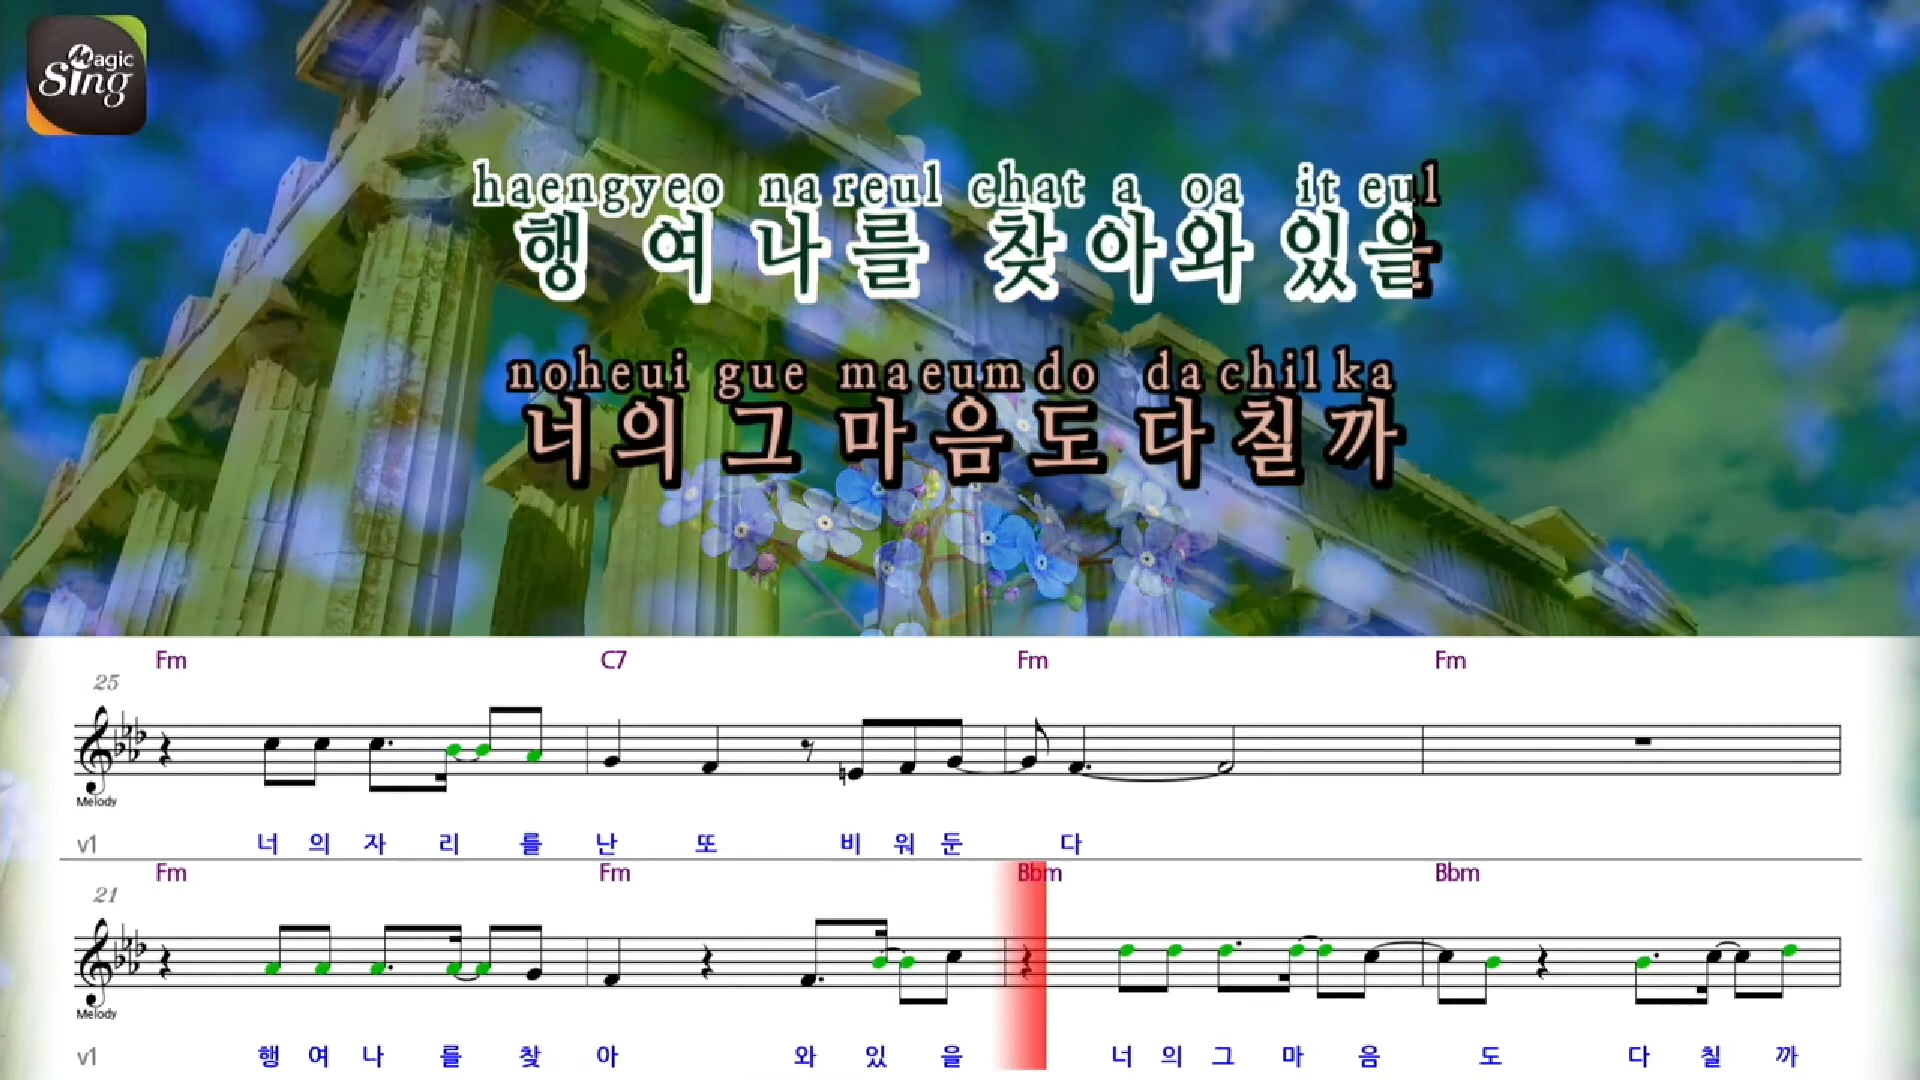 Magic
Sing
haengyeo na reul chat a oa it eul
행여 나를 찾아와있을
noheui gue maeum do da chil ka
너의 그 마음도 다칠까
Fm C7 Fm Fm
25
Melody
v1 너 의 자 리 를 난 또 비 워 둔 다
Fm Fm Bbm Bbm
21
Melody
v1 행 여 나 를 찾 아 와 있 을 너 의 그 마 음 도 다 칠 까